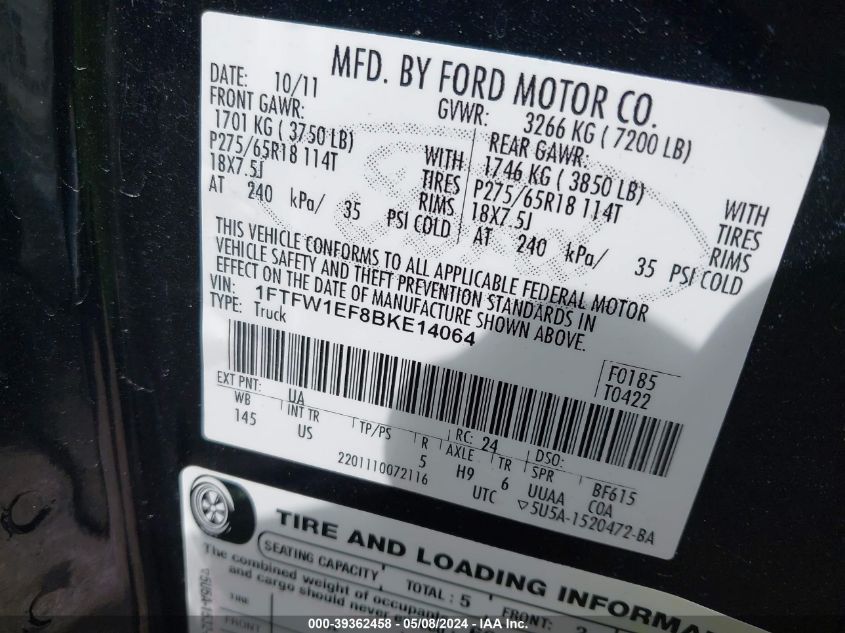 MFD. BY FORD MOTOR CO.
DATE: 10/11 GVWR: 3266 KG ( 7200 LB)
FRONT GAWR: REAR GAWR:
1701 KG ( 3750 LB) WITH 1746 KG ( 3850 LB) WITH
P275/65R18 114T TIRES P275/65R18 114T TIRES
18X7.5J RIMS 18X7.5J RIMS
AT 240 kPa/ 35 PSI COLD AT 240 kPa/ 35 PSI COLD
THIS VEHICLE CONFORMS TO ALL APPLICABLE FEDERAL MOTOR
VEHICLE SAFETY AND THEFT PREVENTION STANDARDS IN
EFFECT ON THE DATE OF MANUFACTURE SHOWN ABOVE.
VIN: 1FTFW1EF8BKE14064
TYPE: Truck
F0185
T0422
EXT PNT: UA RC: 24 DSO:
WB INT TR TP/PS R AXLE TR SPR BF615
145 US 5 H9 6 UUAA COA
2201110072116 UTC ▽5U5A-1520472-BA
TIRE AND LOADING INFORMATION
SEATING CAPACITY TOTAL : 5 FRONT:
The combined weight of occupants
and cargo should never
TIRE
FRONT
000-39362458 - 05/08/2024 - IAA Inc.